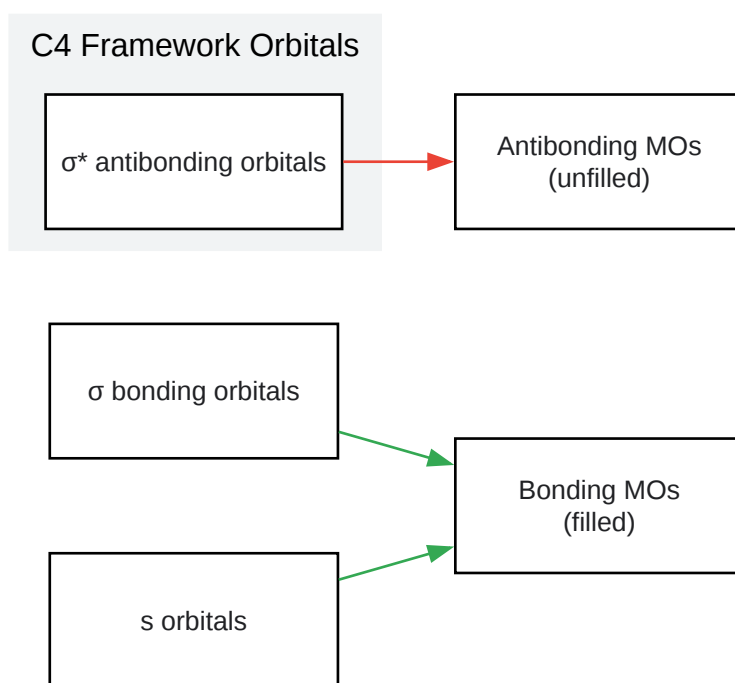 C4 Framework Orbitals
σ* antibonding orbitals
Antibonding MOs
(unfilled)
σ bonding orbitals
Bonding MOs
(filled)
s orbitals